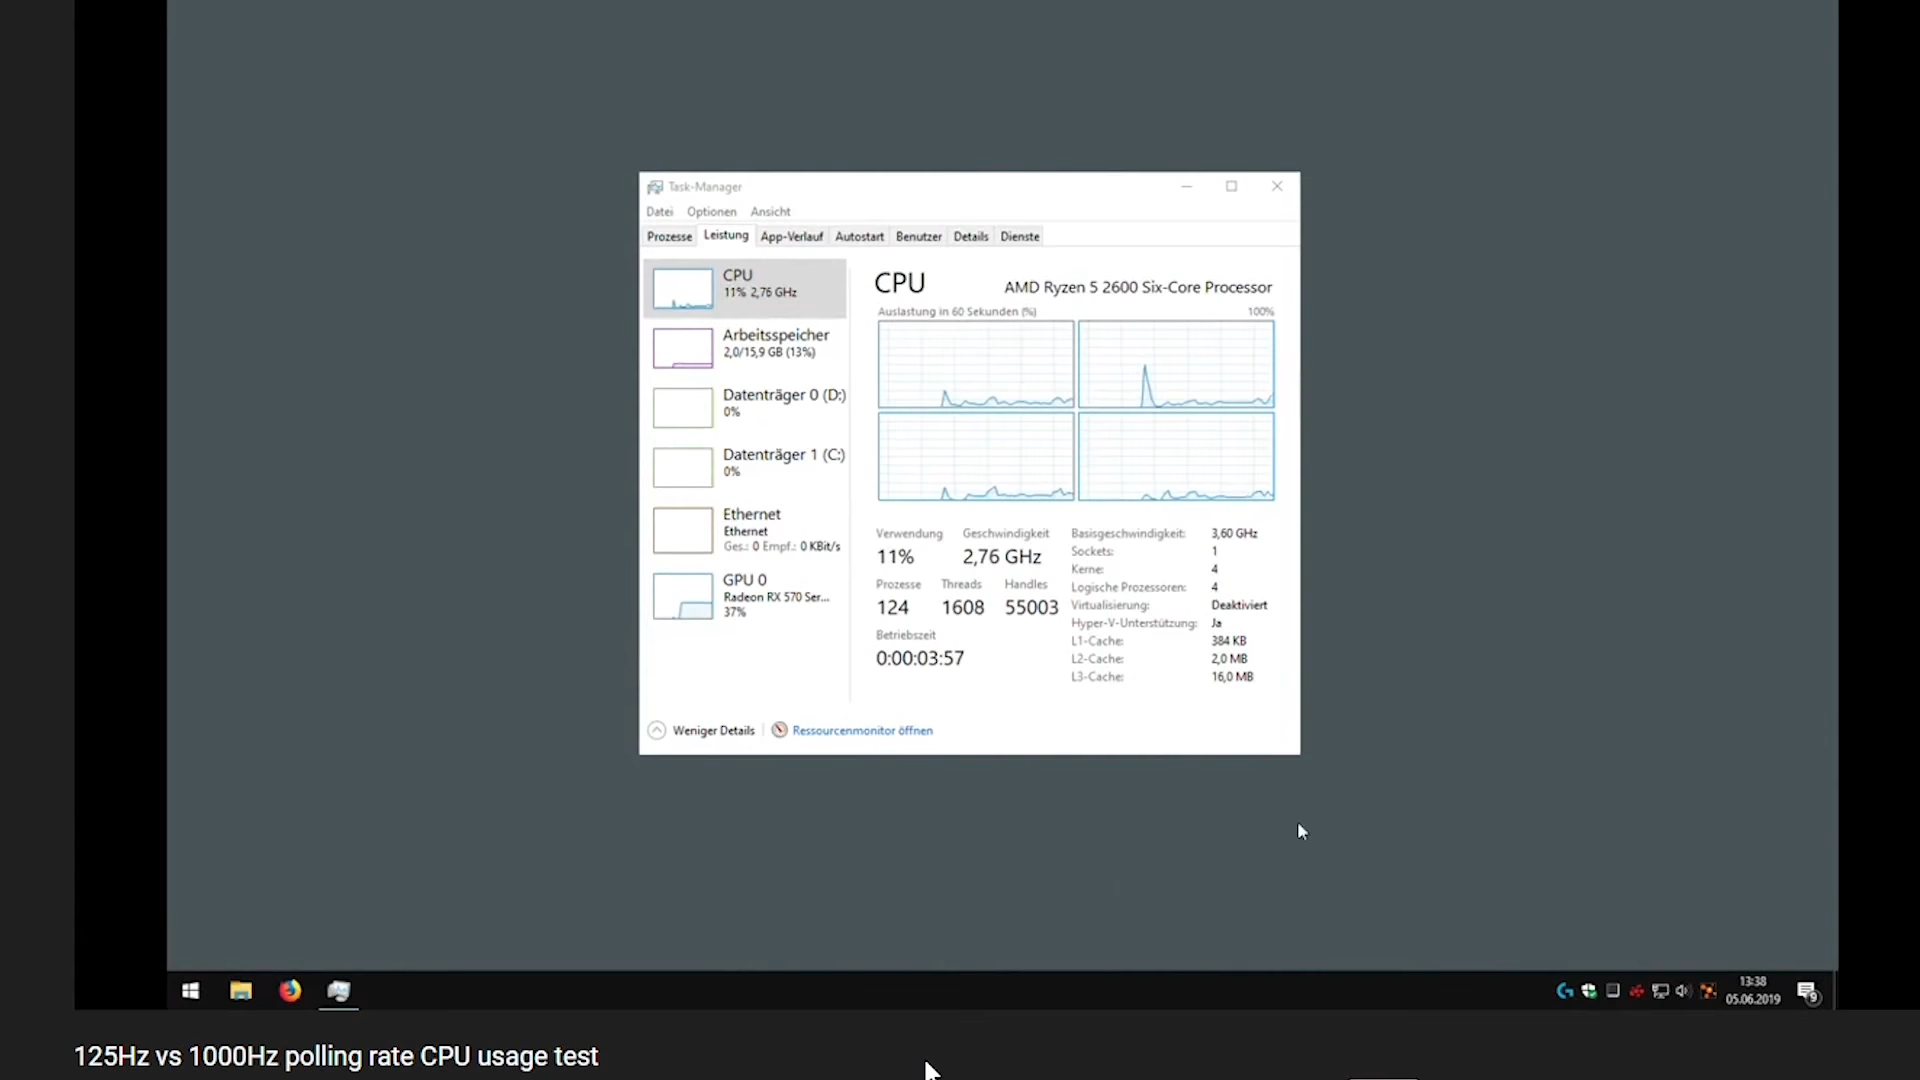 Task-Manager
Datei Optionen Ansicht
Prozesse Leistung App-Verlauf Autostart Benutzer Details Dienste
CPU
11% 2,76 GHz
Arbeitsspeicher
2,0/15,9 GB (13%)
Datenträger 0 (D:)
0%
Datenträger 1 (C:)
0%
Ethernet
Ethernet
Ges.: 0 Empf.: 0 KBit/s
GPU 0
Radeon RX 570 Ser...
37%
CPU AMD Ryzen 5 2600 Six-Core Processor
Auslastung in 60 Sekunden (%) 100%
Verwendung Geschwindigkeit
11% 2,76 GHz
Prozesse Threads Handles
124 1608 55003
Betriebszeit
0:00:03:57
Basisgeschwindigkeit: 3,60 GHz
Sockets: 1
Kerne: 4
Logische Prozessoren: 4
Virtualisierung: Deaktiviert
Hyper-V-Unterstützung: Ja
L1-Cache: 384 KB
L2-Cache: 2,0 MB
L3-Cache: 16,0 MB
Weniger Details Ressourcenmonitor öffnen
13:38
05.06.2019
9
125Hz vs 1000Hz polling rate CPU usage test